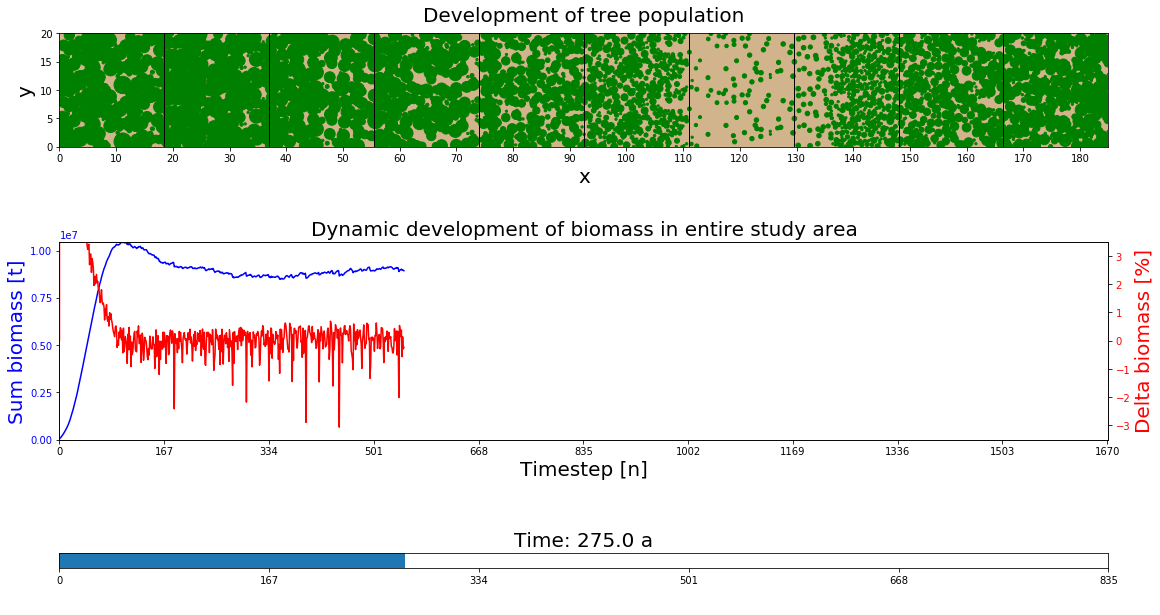 Development of tree population
20
15
10
5
0
y
0 10 20 30 40 50 60 70 80 90 100 110 120 130 140 150 160 170 180
x
Dynamic development of biomass in entire study area
1e7
1.00
0.75
0.50
0.25
0.00
Sum biomass [t]
3
2
1
0
−1
−2
−3
Delta biomass [%]
0 167 334 501 668 835 1002 1169 1336 1503 1670
Timestep [n]
Time: 275.0 a
0 167 334 501 668 835